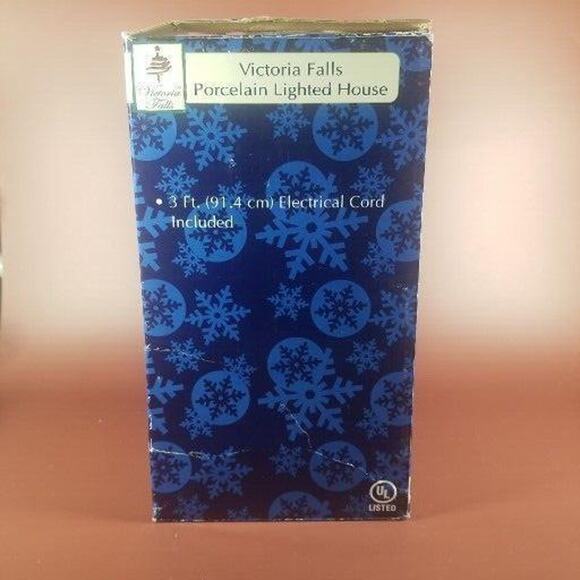 Victoria Falls
Porcelain Lighted House
Victoria
Falls
• 3 Ft. (91.4 cm) Electrical Cord
Included
UL
LISTED